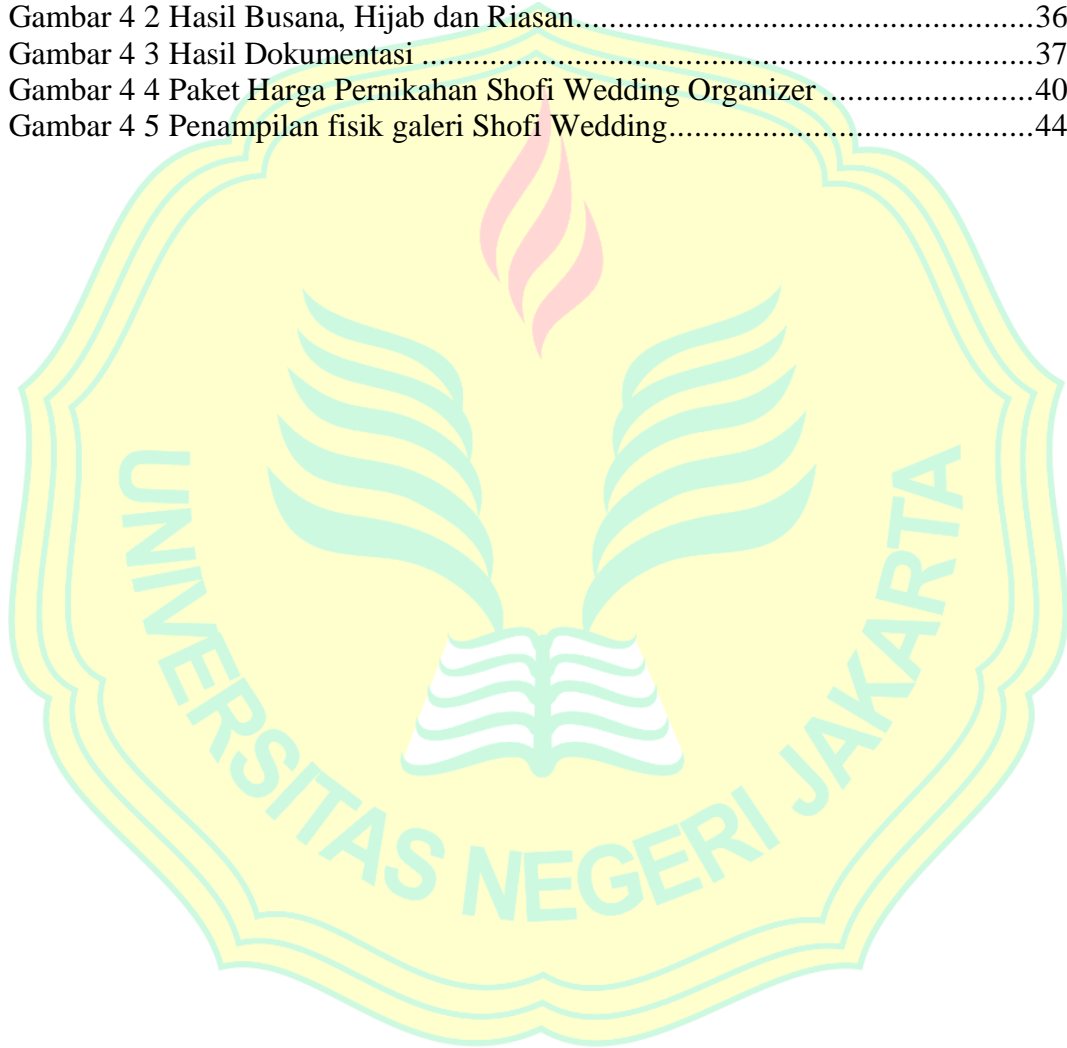 Gambar 4 2 Hasil Busana, Hijab dan Riasan.......................................................................36
Gambar 4 3 Hasil Dokumentasi ...........................................................................................37
Gambar 4 4 Paket Harga Pernikahan Shofi Wedding Organizer ................................40
Gambar 4 5 Penampilan fisik galeri Shofi Wedding.......................................................44
UNIVERSITAS NEGERI JAKARTA